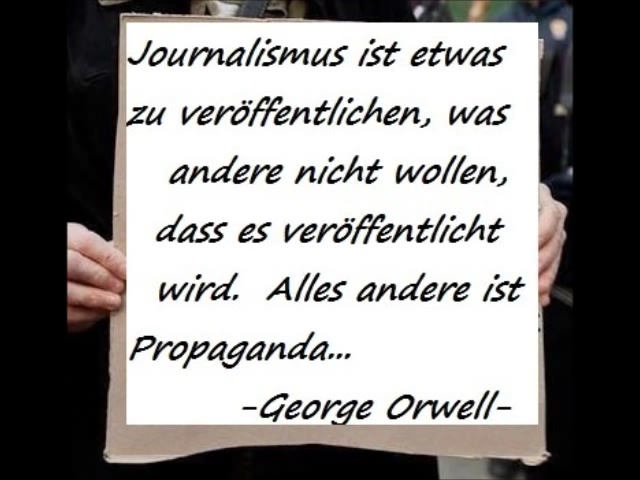 Journalismus ist etwas
zu veröffentlichen, was
andere nicht wollen,
dass es veröffentlicht
wird. Alles andere ist
Propaganda...
-George Orwell-